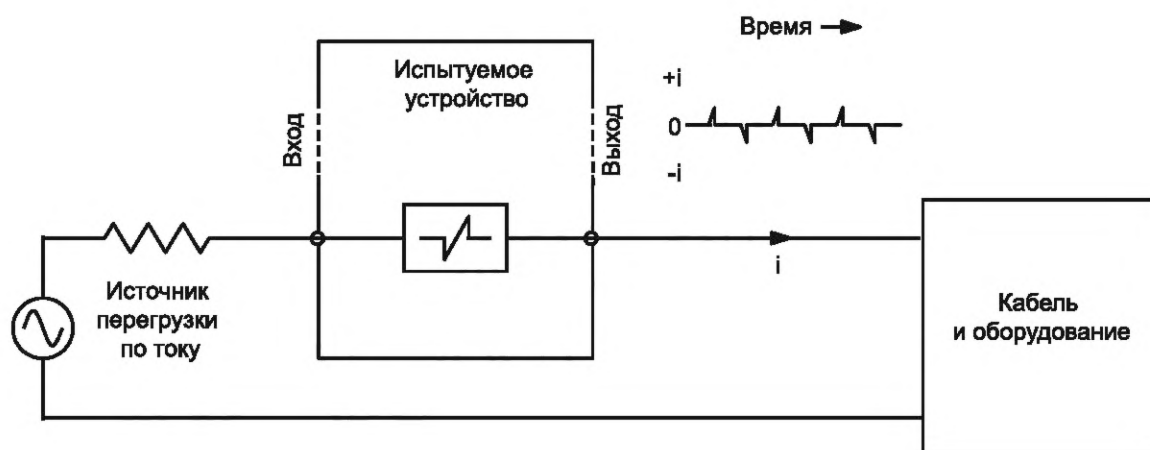 Время
Испытуемое
устройство
+i
0
-i
Вход
Выход
i
Источник
перегрузки
по току
Кабель
и оборудование